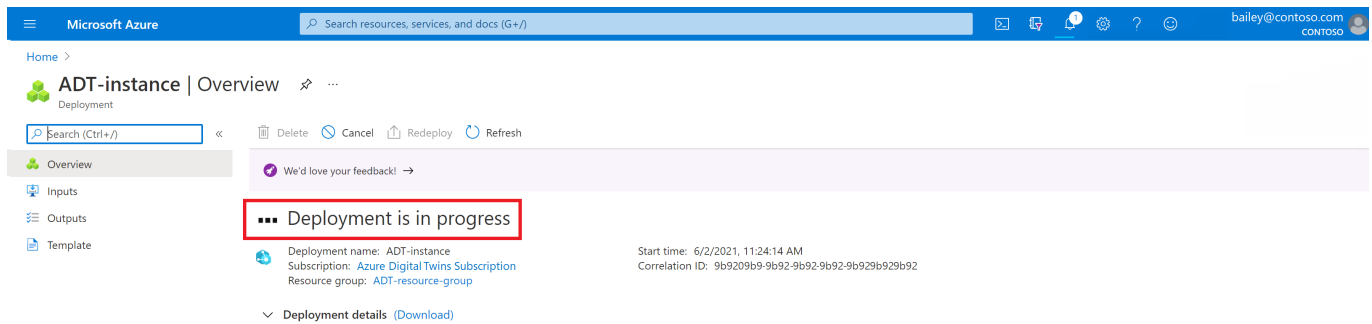 Microsoft Azure
Search resources, services, and docs (G+/)
1
bailey@contoso.com
CONTOSO
Home >
ADT-instance | Overview ...
Deployment
Search (Ctrl+/)
«
Delete Cancel Redeploy Refresh
Overview
We'd love your feedback! →
Inputs
Outputs
Template
... Deployment is in progress
Deployment name: ADT-instance
Subscription: Azure Digital Twins Subscription
Resource group: ADT-resource-group
Start time: 6/2/2021, 11:24:14 AM
Correlation ID: 9b9209b9-9b92-9b92-9b92-9b929b929b92
Deployment details (Download)